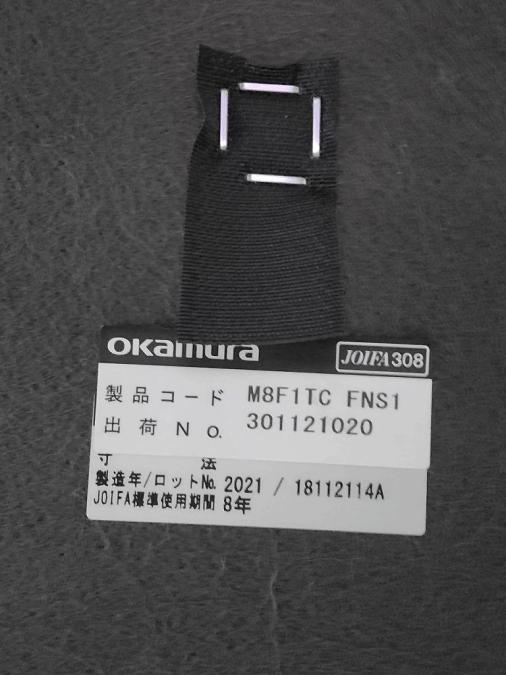 okamura
JOIFA308
製品コード M8F1TC FNS1
出荷No. 301121020
寸法
製造年/ロットNo. 2021 / 18112114A
JOIFA標準使用期間 8年